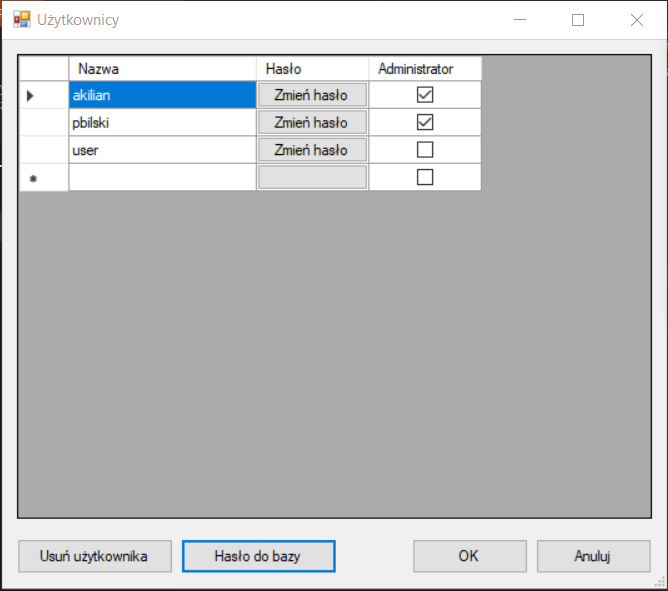 Użytkownicy
Nazwa Hasło Administrator
akilian Zmień hasło
pbilski Zmień hasło
user Zmień hasło
Usuń użytkownika Hasło do bazy OK Anuluj